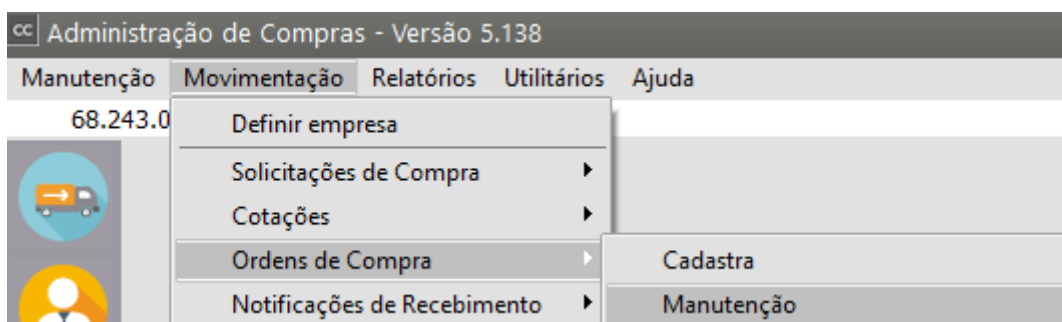 cc Administração de Compras - Versão 5.138
Manutenção Movimentação Relatórios Utilitários Ajuda
68.243.0
Definir empresa
Solicitações de Compra
Cotações
Ordens de Compra Cadastra
Notificações de Recebimento Manutenção